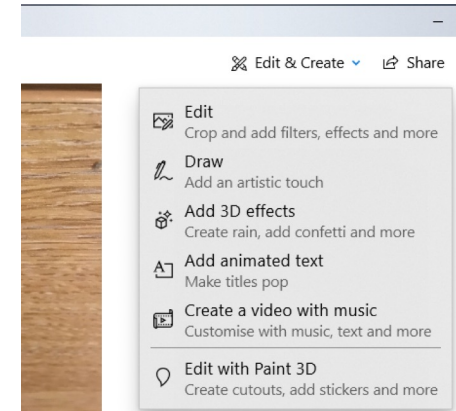 Edit & Create
Share
Edit
Crop and add filters, effects and more
Draw
Add an artistic touch
Add 3D effects
Create rain, add confetti and more
Add animated text
Make titles pop
Create a video with music
Customise with music, text and more
Edit with Paint 3D
Create cutouts, add stickers and more